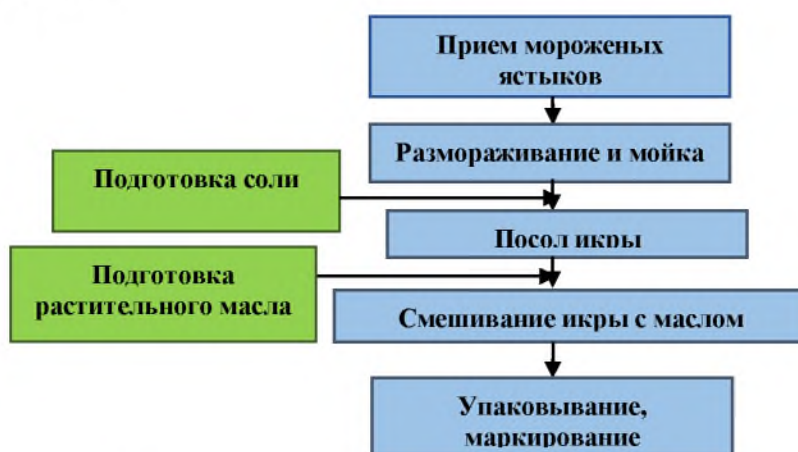 Прием мороженых
ястыков
Размораживание и мойка
Подготовка соли
Посол икры
Подготовка
растительного масла
Смешивание икры с маслом
Упаковывание,
маркирование